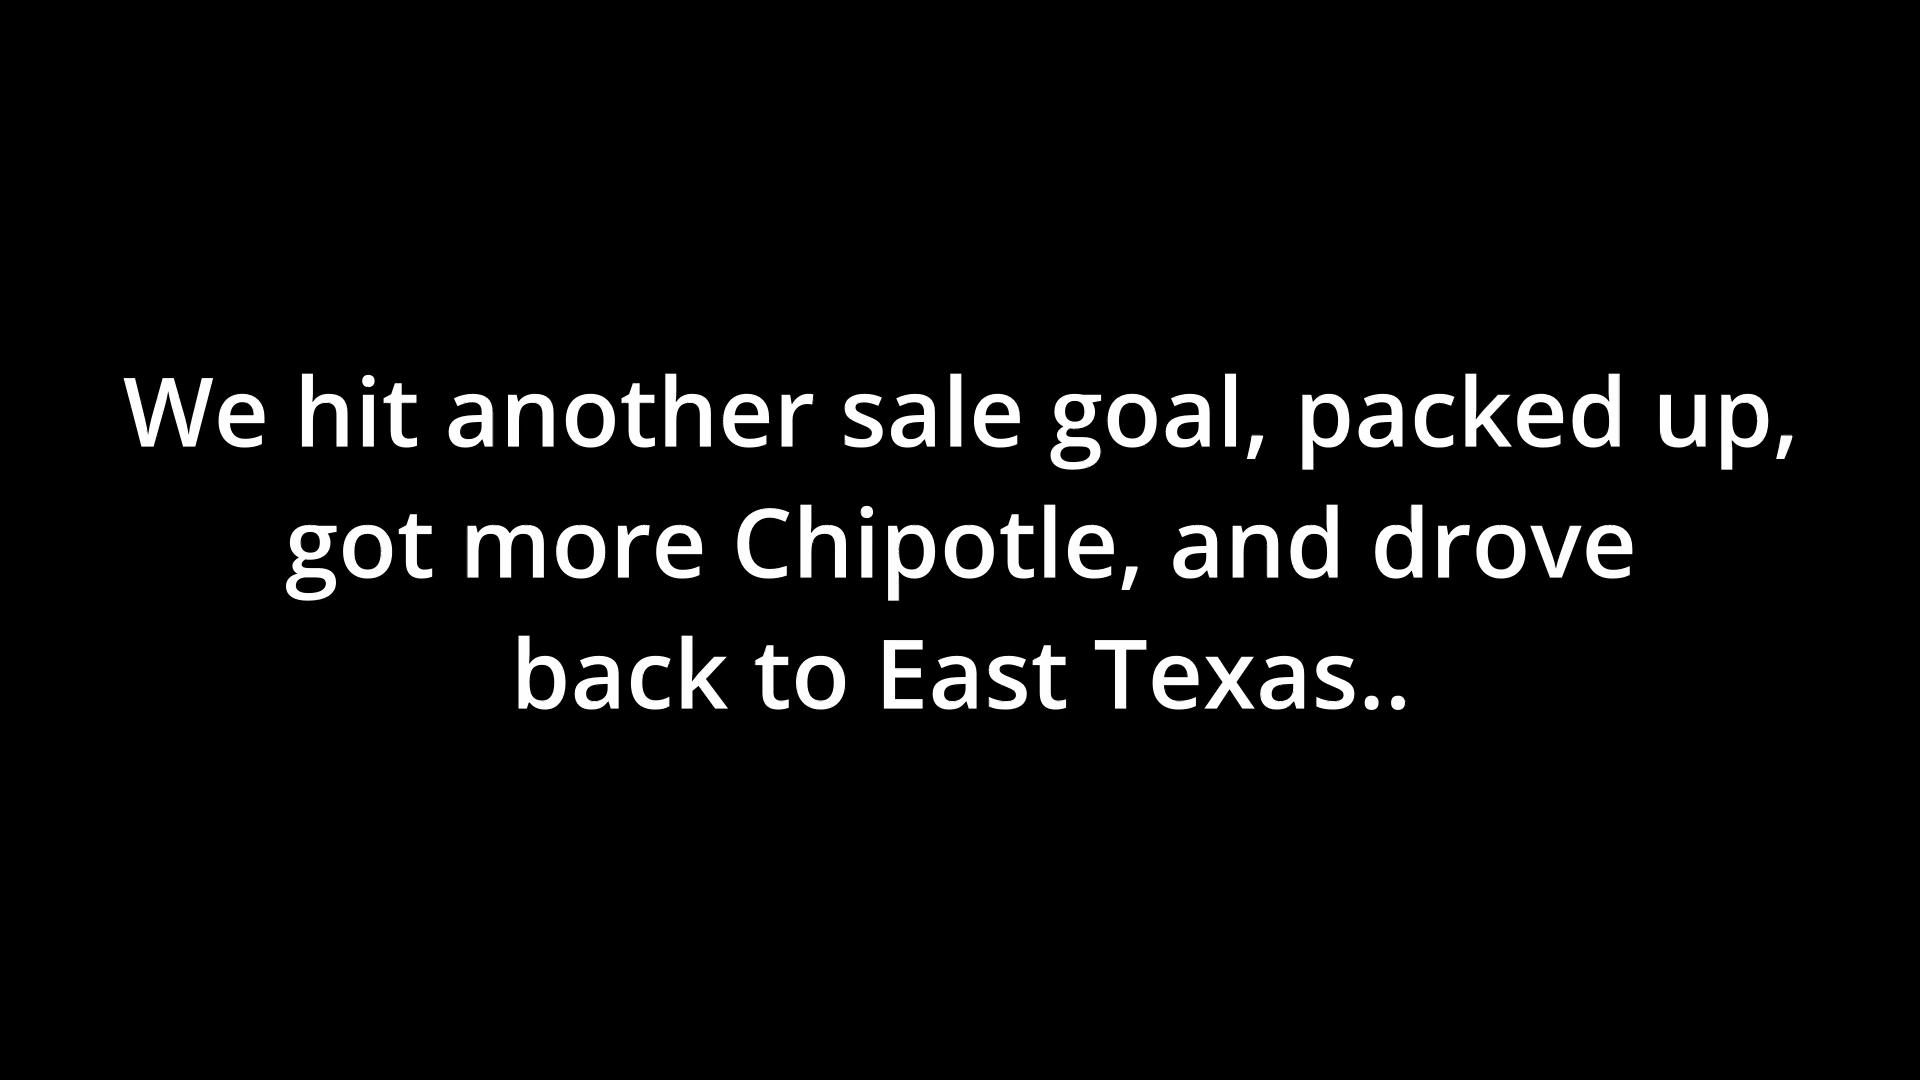 We hit another sale goal, packed up,
got more Chipotle, and drove
back to East Texas..